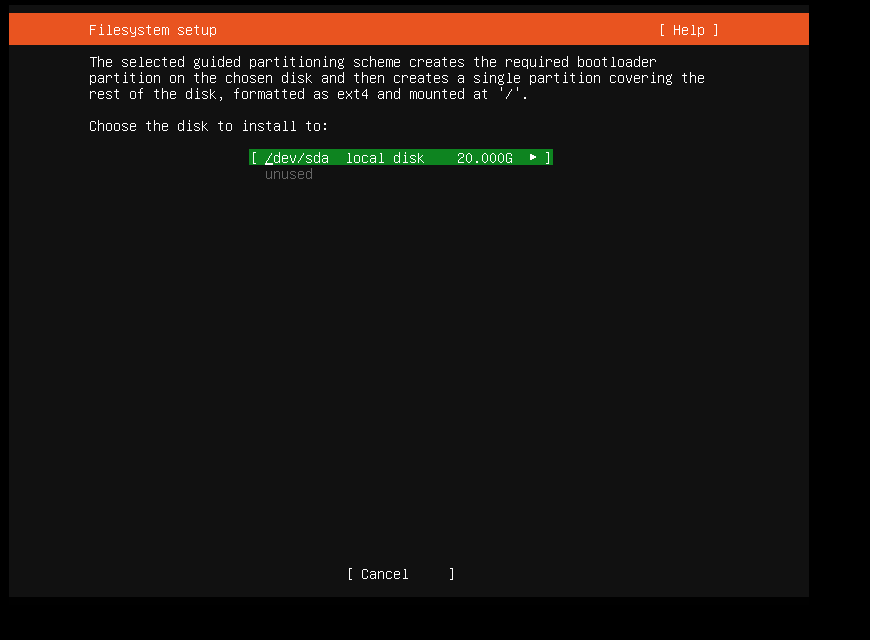 Filesystem setup [ Help ]
The selected guided partitioning scheme creates the required bootloader
partition on the chosen disk and then creates a single partition covering the
rest of the disk, formatted as ext4 and mounted at '/'.
Choose the disk to install to:
[ /dev/sda local disk 20.000G ► ]
unused
[ Cancel ]